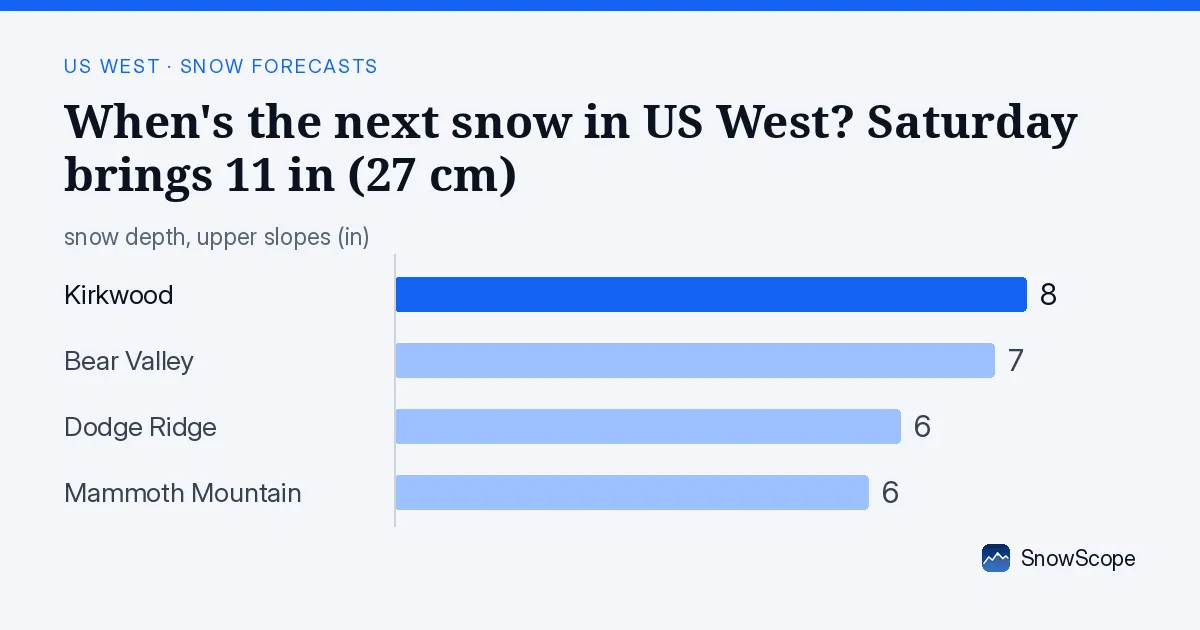 US WEST · SNOW FORECASTS
When's the next snow in US West? Saturday
brings 11 in (27 cm)
snow depth, upper slopes (in)
Kirkwood 8
Bear Valley 7
Dodge Ridge 6
Mammoth Mountain 6
SnowScope